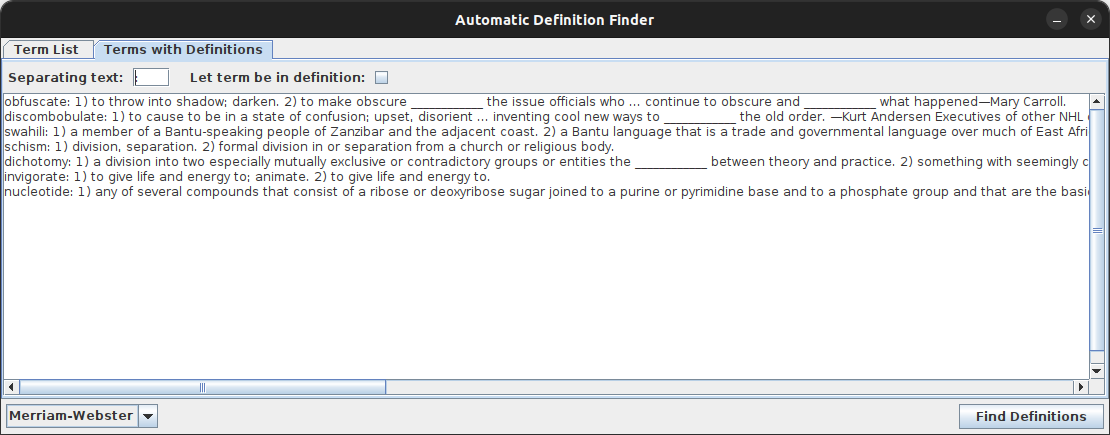 Automatic Definition Finder
Term List Terms with Definitions
Separating text: : Let term be in definition:
obfuscate: 1) to throw into shadow; darken. 2) to make obscure ___________ the issue officials who … continue to obscure and ___________ what happened—Mary Carroll.
discombobulate: 1) to cause to be in a state of confusion; upset, disorient … inventing cool new ways to ___________ the old order. —Kurt Andersen Executives of other NHL
swahili: 1) a member of a Bantu-speaking people of Zanzibar and the adjacent coast. 2) a Bantu language that is a trade and governmental language over much of East Afri
schism: 1) division, separation. 2) formal division in or separation from a church or religious body.
dichotomy: 1) a division into two especially mutually exclusive or contradictory groups or entities the ___________ between theory and practice. 2) something with seemingly c
invigorate: 1) to give life and energy to; animate. 2) to give life and energy to.
nucleotide: 1) any of several compounds that consist of a ribose or deoxyribose sugar joined to a purine or pyrimidine base and to a phosphate group and that are the basi
Merriam-Webster Find Definitions